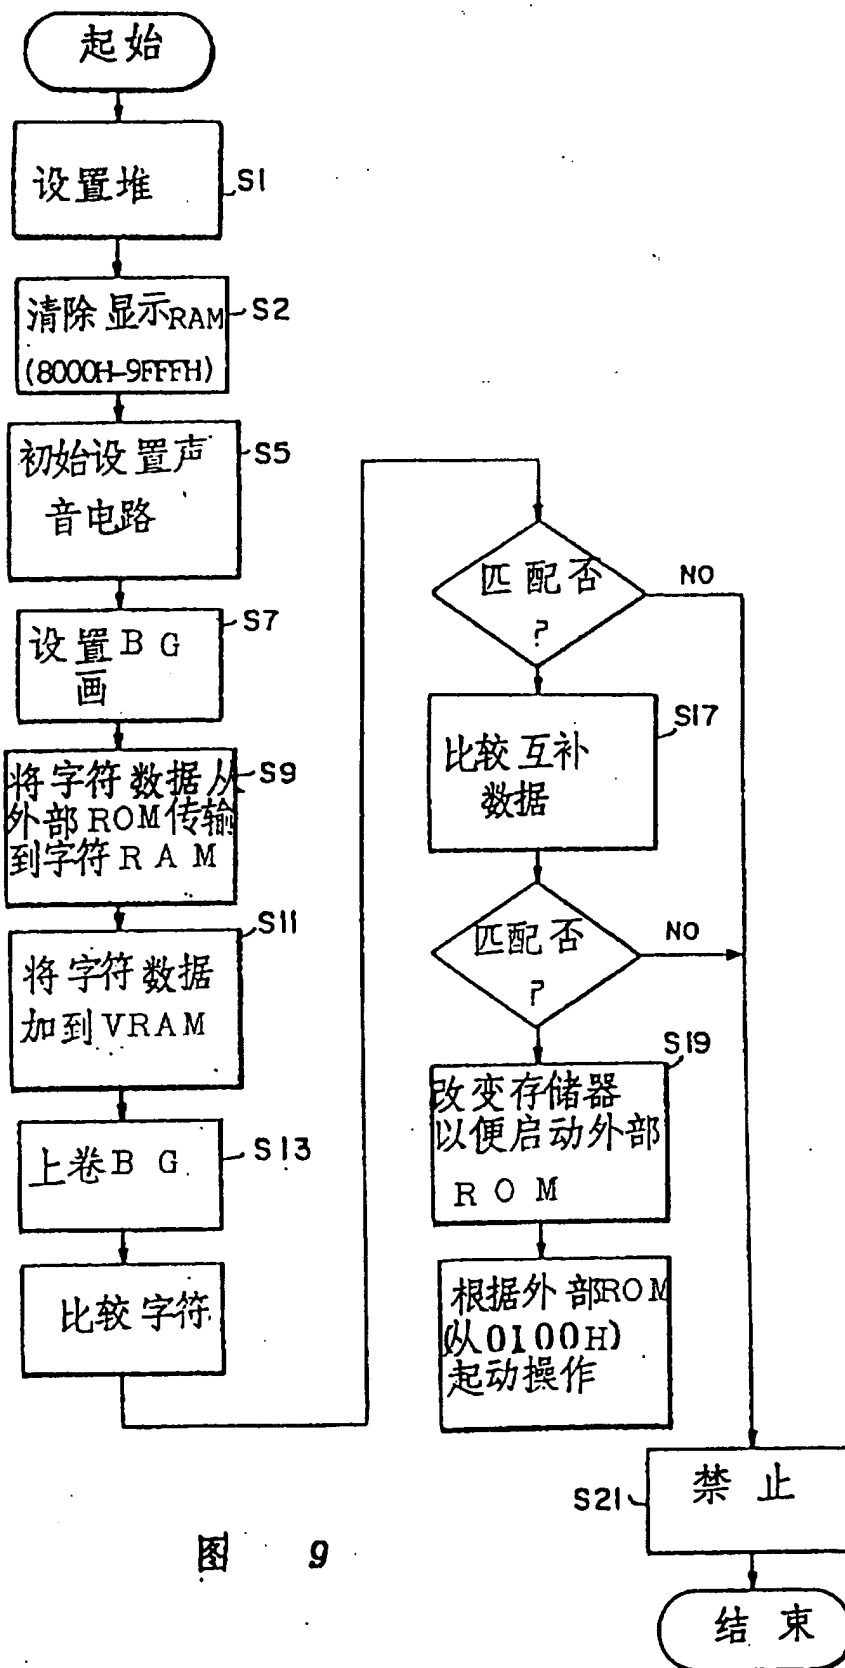 起始
设置堆
S1
清除显示RAM
(8000H-9FFFH)
S2
初始设置声
音电路
S5
设置BG
画
S7
将字符数据从
外部ROM传输
到字符RAM
S9
将字符数据
加到VRAM
S11
上卷BG
S13
比较字符
匹配否
?
NO
比较互补
数据
S17
匹配否
?
NO
改变存储器
以便启动外部
ROM
S19
根据外部ROM
(从0100H)
起动操作
禁止
S21
结束
图 9